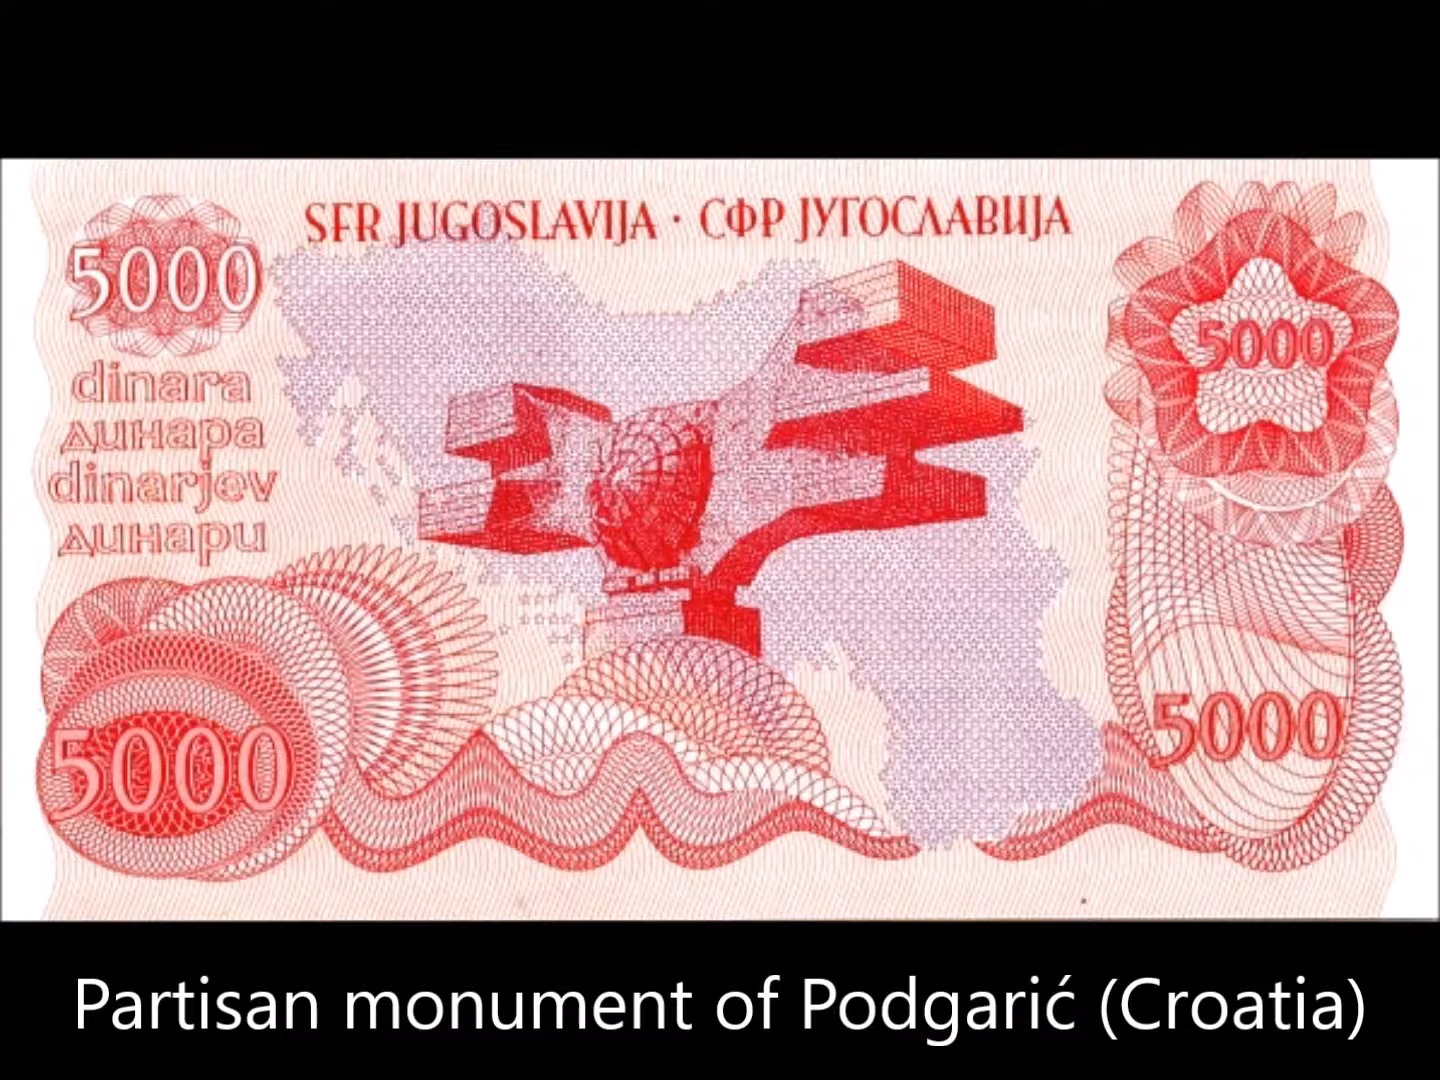 SFR JUGOSLAVIJA · СФР ЈУГОСЛАВИЈА
5000
5000
dinara
динара
dinarjev
динари
5000
5000
Partisan monument of Podgarić (Croatia)